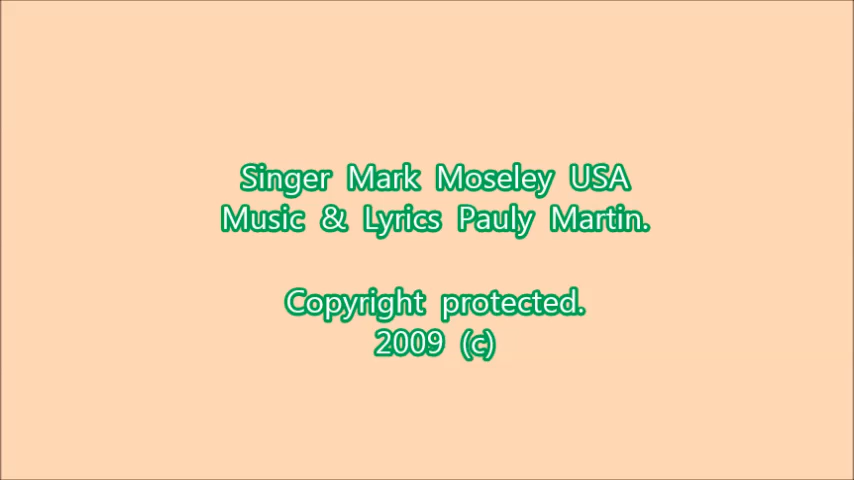 Singer Mark Moseley USA
Music & Lyrics Pauly Martin.
Copyright protected.
2009 (c)